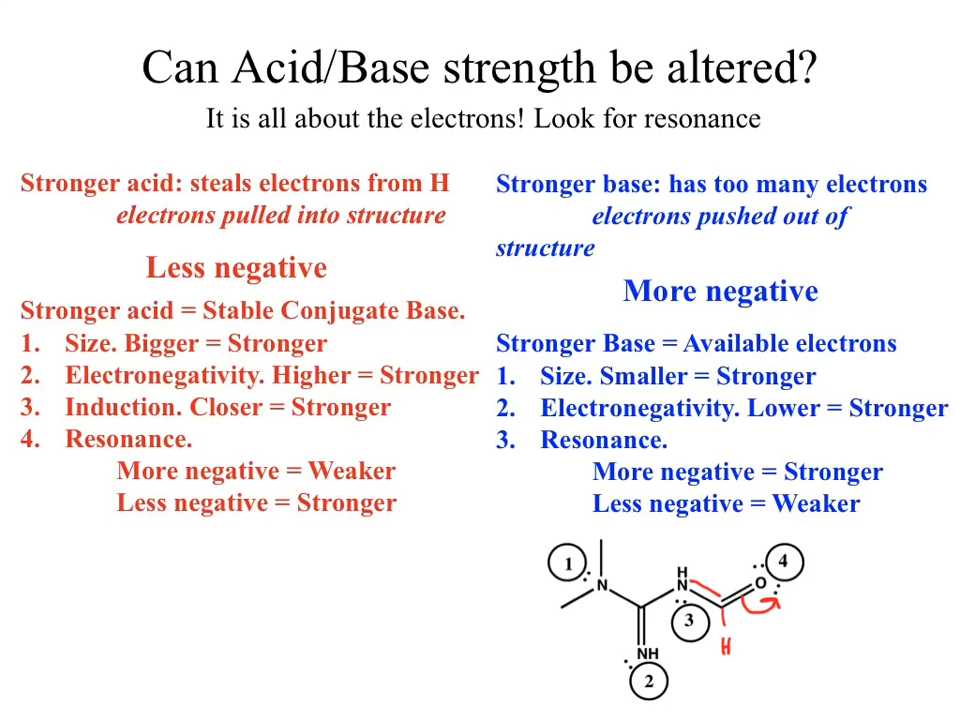 Can Acid/Base strength be altered?
It is all about the electrons! Look for resonance
Stronger acid: steals electrons from H
electrons pulled into structure
Less negative
Stronger acid = Stable Conjugate Base.
1. Size. Bigger = Stronger
2. Electronegativity. Higher = Stronger
3. Induction. Closer = Stronger
4. Resonance.
More negative = Weaker
Less negative = Stronger
Stronger base: has too many electrons
electrons pushed out of
structure
More negative
Stronger Base = Available electrons
1. Size. Smaller = Stronger
2. Electronegativity. Lower = Stronger
3. Resonance.
More negative = Stronger
Less negative = Weaker
1
4
H
N
N
O
3
H
NH
2